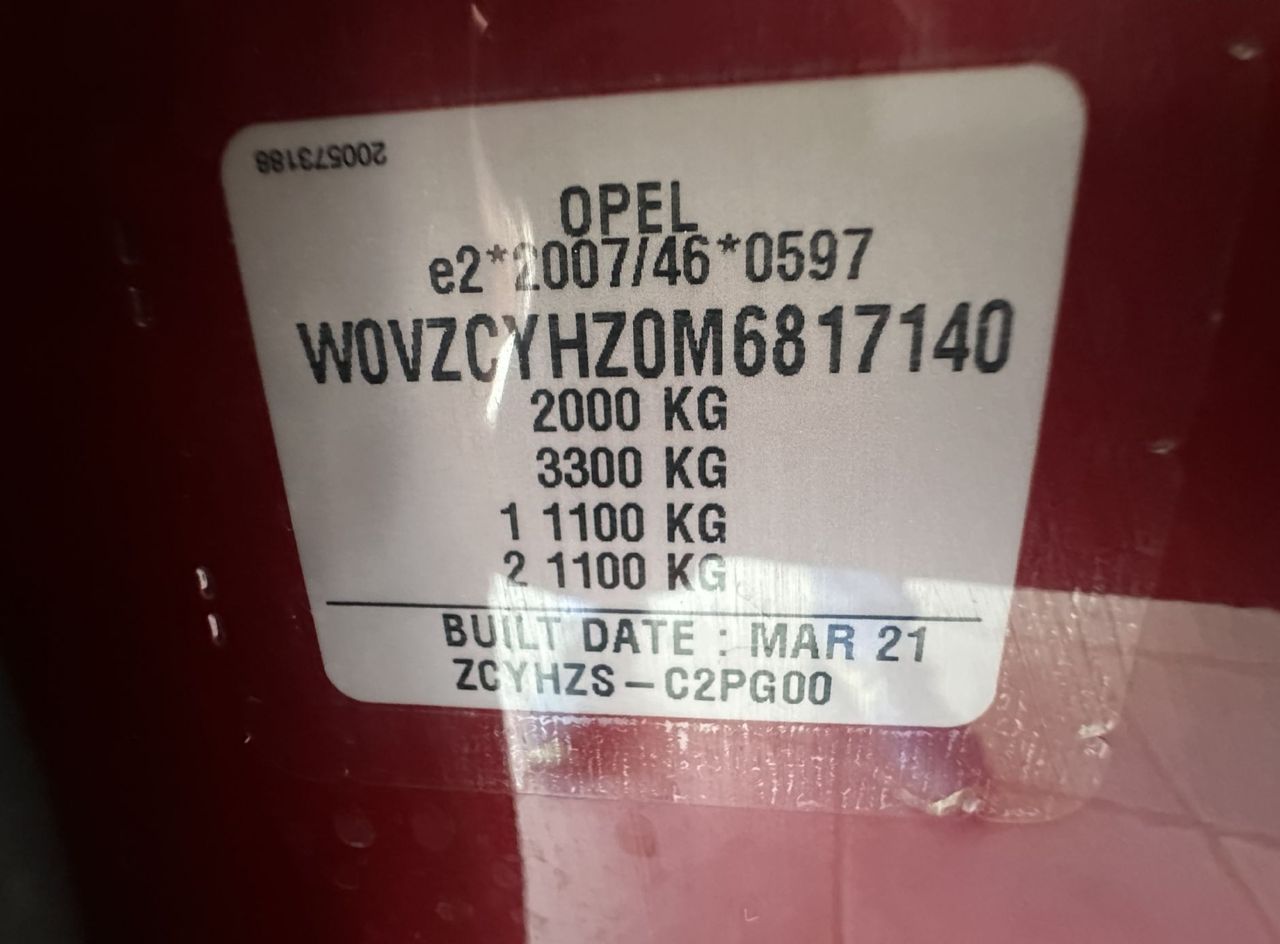 200573188
OPEL
e2*2007/46*0597
W0VZCYHZ0M6817140
2000 KG
3300 KG
1 1100 KG
2 1100 KG
BUILT DATE : MAR 21
ZCYHZS-C2PG00